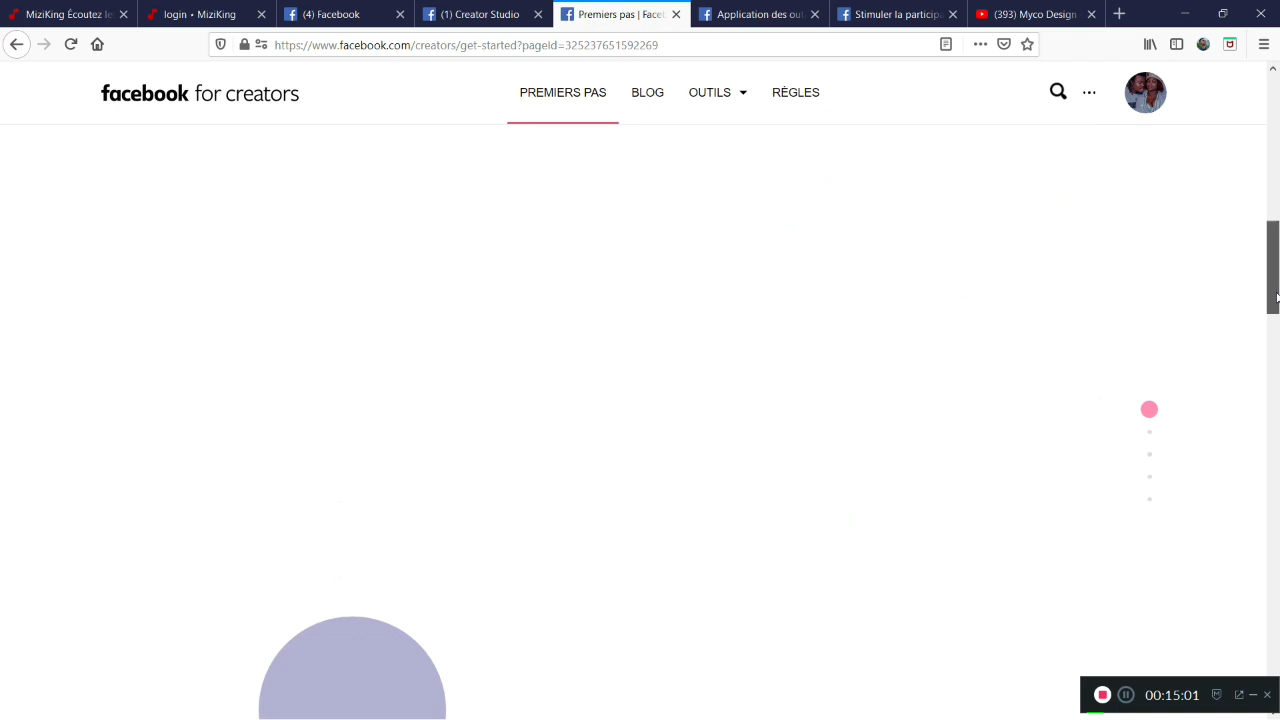 MiziKing Écoutez le
login • MiziKing
(4) Facebook
(1) Creator Studio
Premiers pas | Faceb
Application des out
Stimuler la participa
(393) Myco Design
https://www.facebook.com/creators/get-started?pageId=325237651592269
facebook for creators
PREMIERS PAS
BLOG
OUTILS
RÈGLES
00:15:01